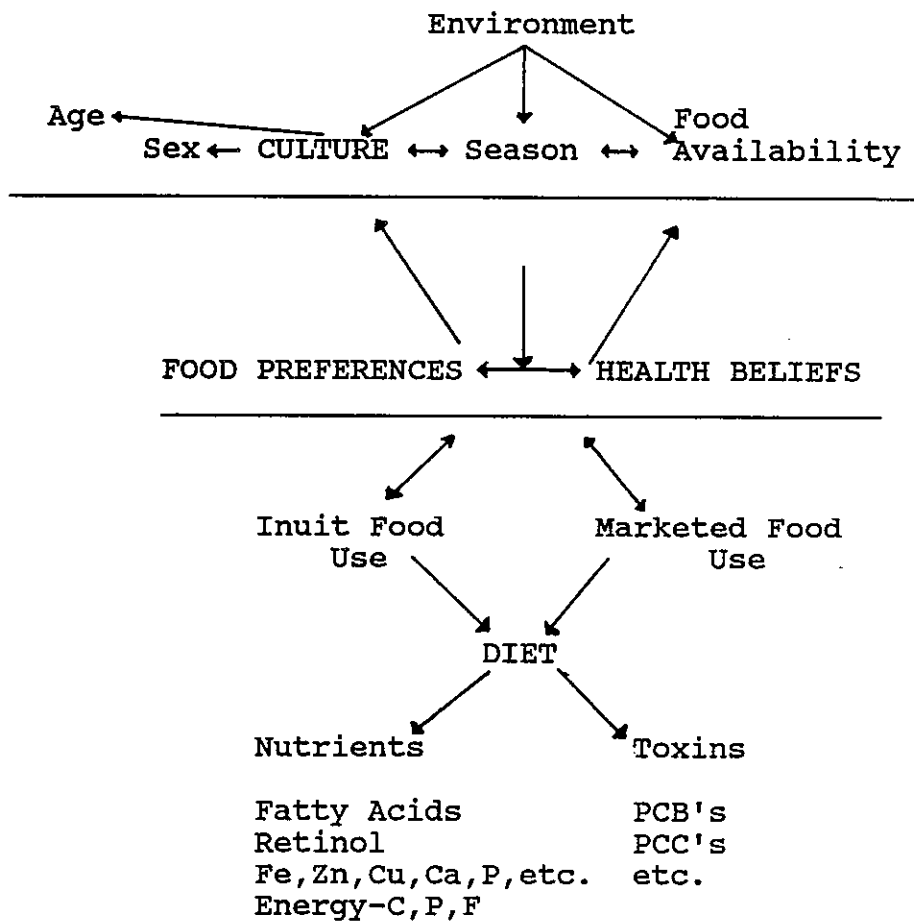 Environment
Age
Food
Sex CULTURE Season Availability
FOOD PREFERENCES HEALTH BELIEFS
Inuit Food Marketed Food
Use Use
DIET
Nutrients Toxins
Fatty Acids PCB's
Retinol PCC's
Fe,Zn,Cu,Ca,P,etc. etc.
Energy-C,P,F